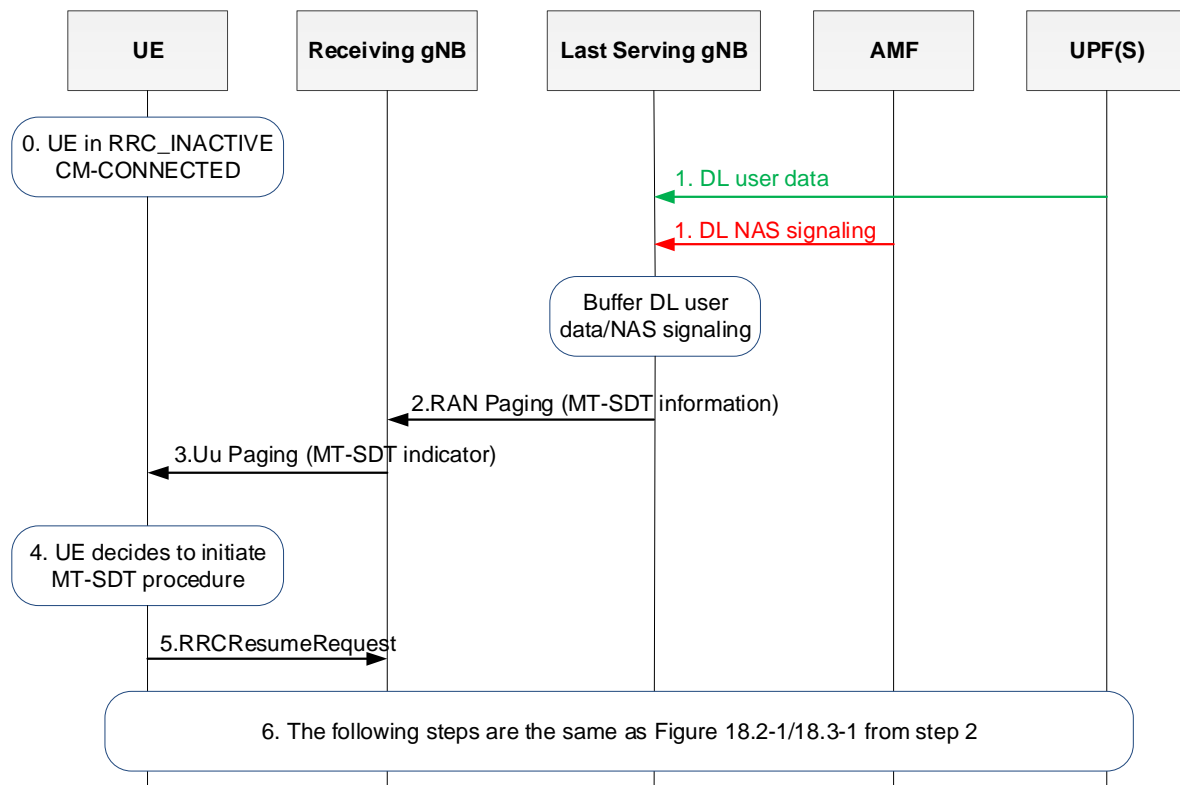 UE
Receiving gNB
Last Serving gNB
AMF
UPF(S)
0. UE in RRC_INACTIVE
CM-CONNECTED
1. DL user data
1. DL NAS signaling
Buffer DL user
data/NAS signaling
2.RAN Paging (MT-SDT information)
3.Uu Paging (MT-SDT indicator)
4. UE decides to initiate
MT-SDT procedure
5.RRCResumeRequest
6. The following steps are the same as Figure 18.2-1/18.3-1 from step 2